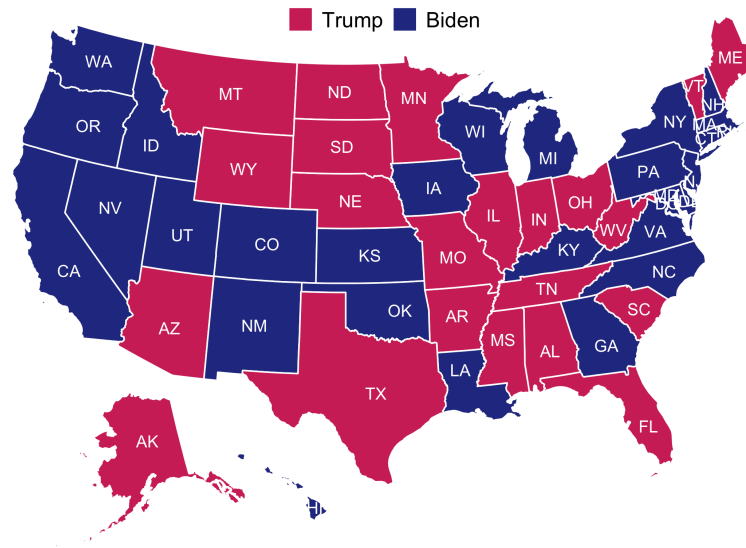 Trump Biden
ME
WA
VT
MT
ND
MN
NH
OR
NY
MA
WI
SD
CT
ID
MI
WY
PA
IA
NE
NV
IL
IN
OH
UT
CO
WV
VA
KS
MO
KY
CA
NC
TN
OK
AZ
NM
AR
SC
MS
AL
GA
LA
TX
FL
AK
HI